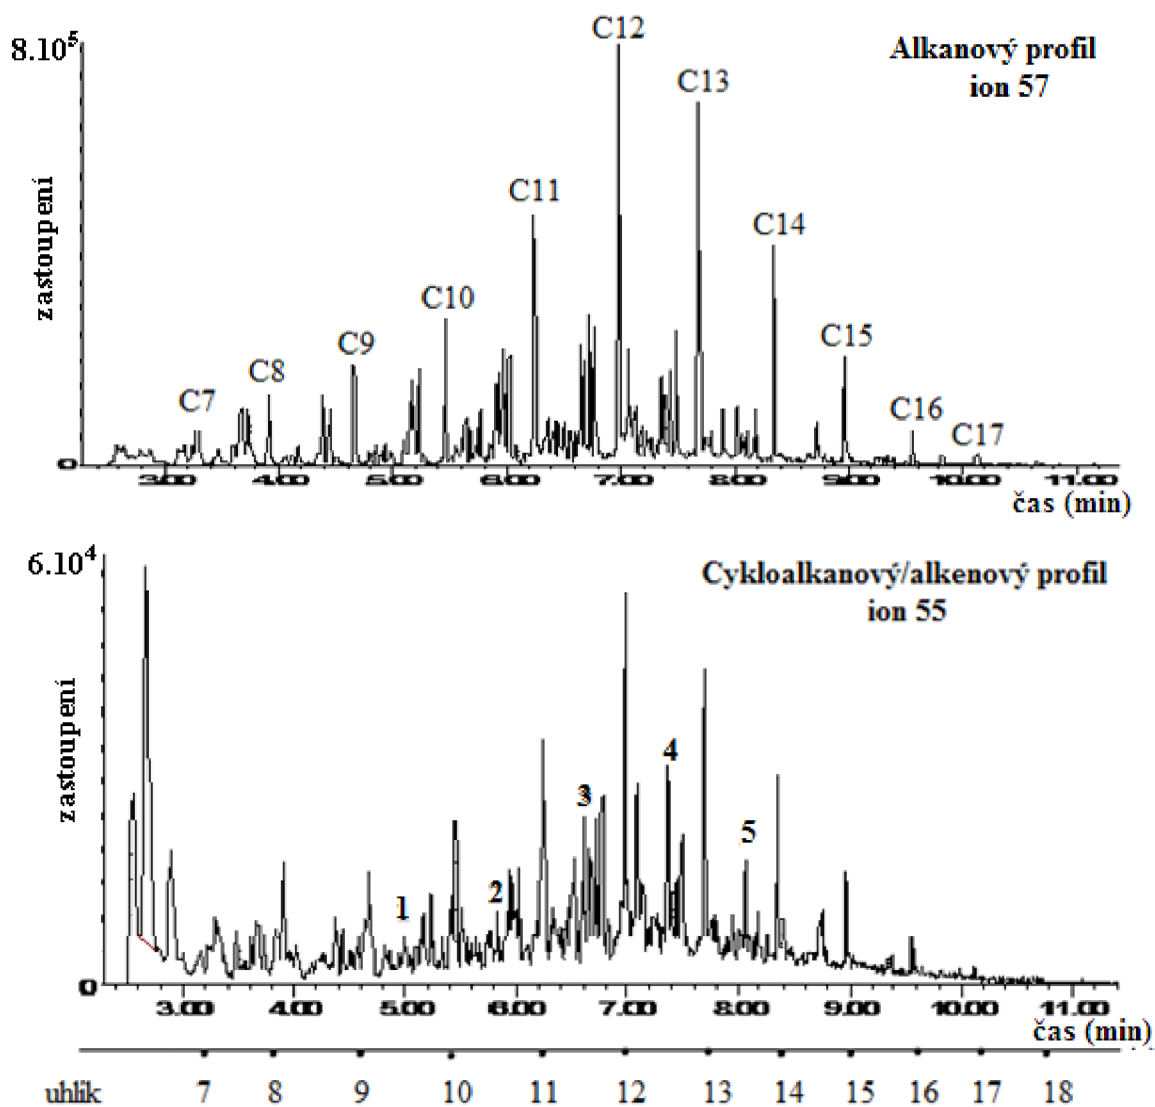 8.10⁵
Alkanový profil
ion 57
zastoupení
C7
C8
C9
C10
C11
C12
C13
C14
C15
C16
C17
0
3.00 4.00 5.00 6.00 7.00 8.00 9.00 10.00 11.00
čas (min)
6.10⁴
Cykloalkanový/alkenový profil
ion 55
zastoupení
1
2
3
4
5
0
3.00 4.00 5.00 6.00 7.00 8.00 9.00 10.00 11.00
čas (min)
uhlik 7 8 9 10 11 12 13 14 15 16 17 18